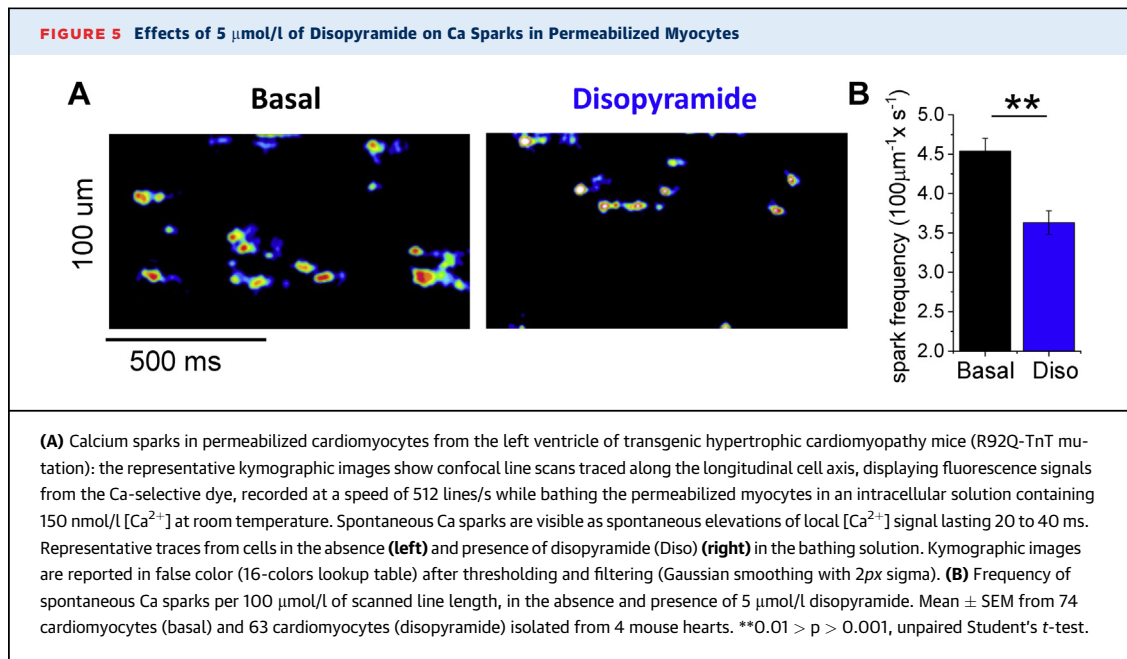 FIGURE 5 Effects of 5 μmol/l of Disopyramide on Ca Sparks in Permeabilized Myocytes
A
Basal
Disopyramide
100 um
500 ms
B
**
spark frequency (100μm⁻¹x s⁻¹)
5.0
4.5
4.0
3.5
3.0
2.5
2.0
Basal Diso
(A) Calcium sparks in permeabilized cardiomyocytes from the left ventricle of transgenic hypertrophic cardiomyopathy mice (R92Q-TnT mu-
tation): the representative kymographic images show confocal line scans traced along the longitudinal cell axis, displaying fluorescence signals
from the Ca-selective dye, recorded at a speed of 512 lines/s while bathing the permeabilized myocytes in an intracellular solution containing
150 nmol/l [Ca²⁺] at room temperature. Spontaneous Ca sparks are visible as spontaneous elevations of local [Ca²⁺] signal lasting 20 to 40 ms.
Representative traces from cells in the absence (left) and presence of disopyramide (Diso) (right) in the bathing solution. Kymographic images
are reported in false color (16-colors lookup table) after thresholding and filtering (Gaussian smoothing with 2px sigma). (B) Frequency of
spontaneous Ca sparks per 100 μmol/l of scanned line length, in the absence and presence of 5 μmol/l disopyramide. Mean ± SEM from 74
cardiomyocytes (basal) and 63 cardiomyocytes (disopyramide) isolated from 4 mouse hearts. **0.01 > p > 0.001, unpaired Student's t-test.